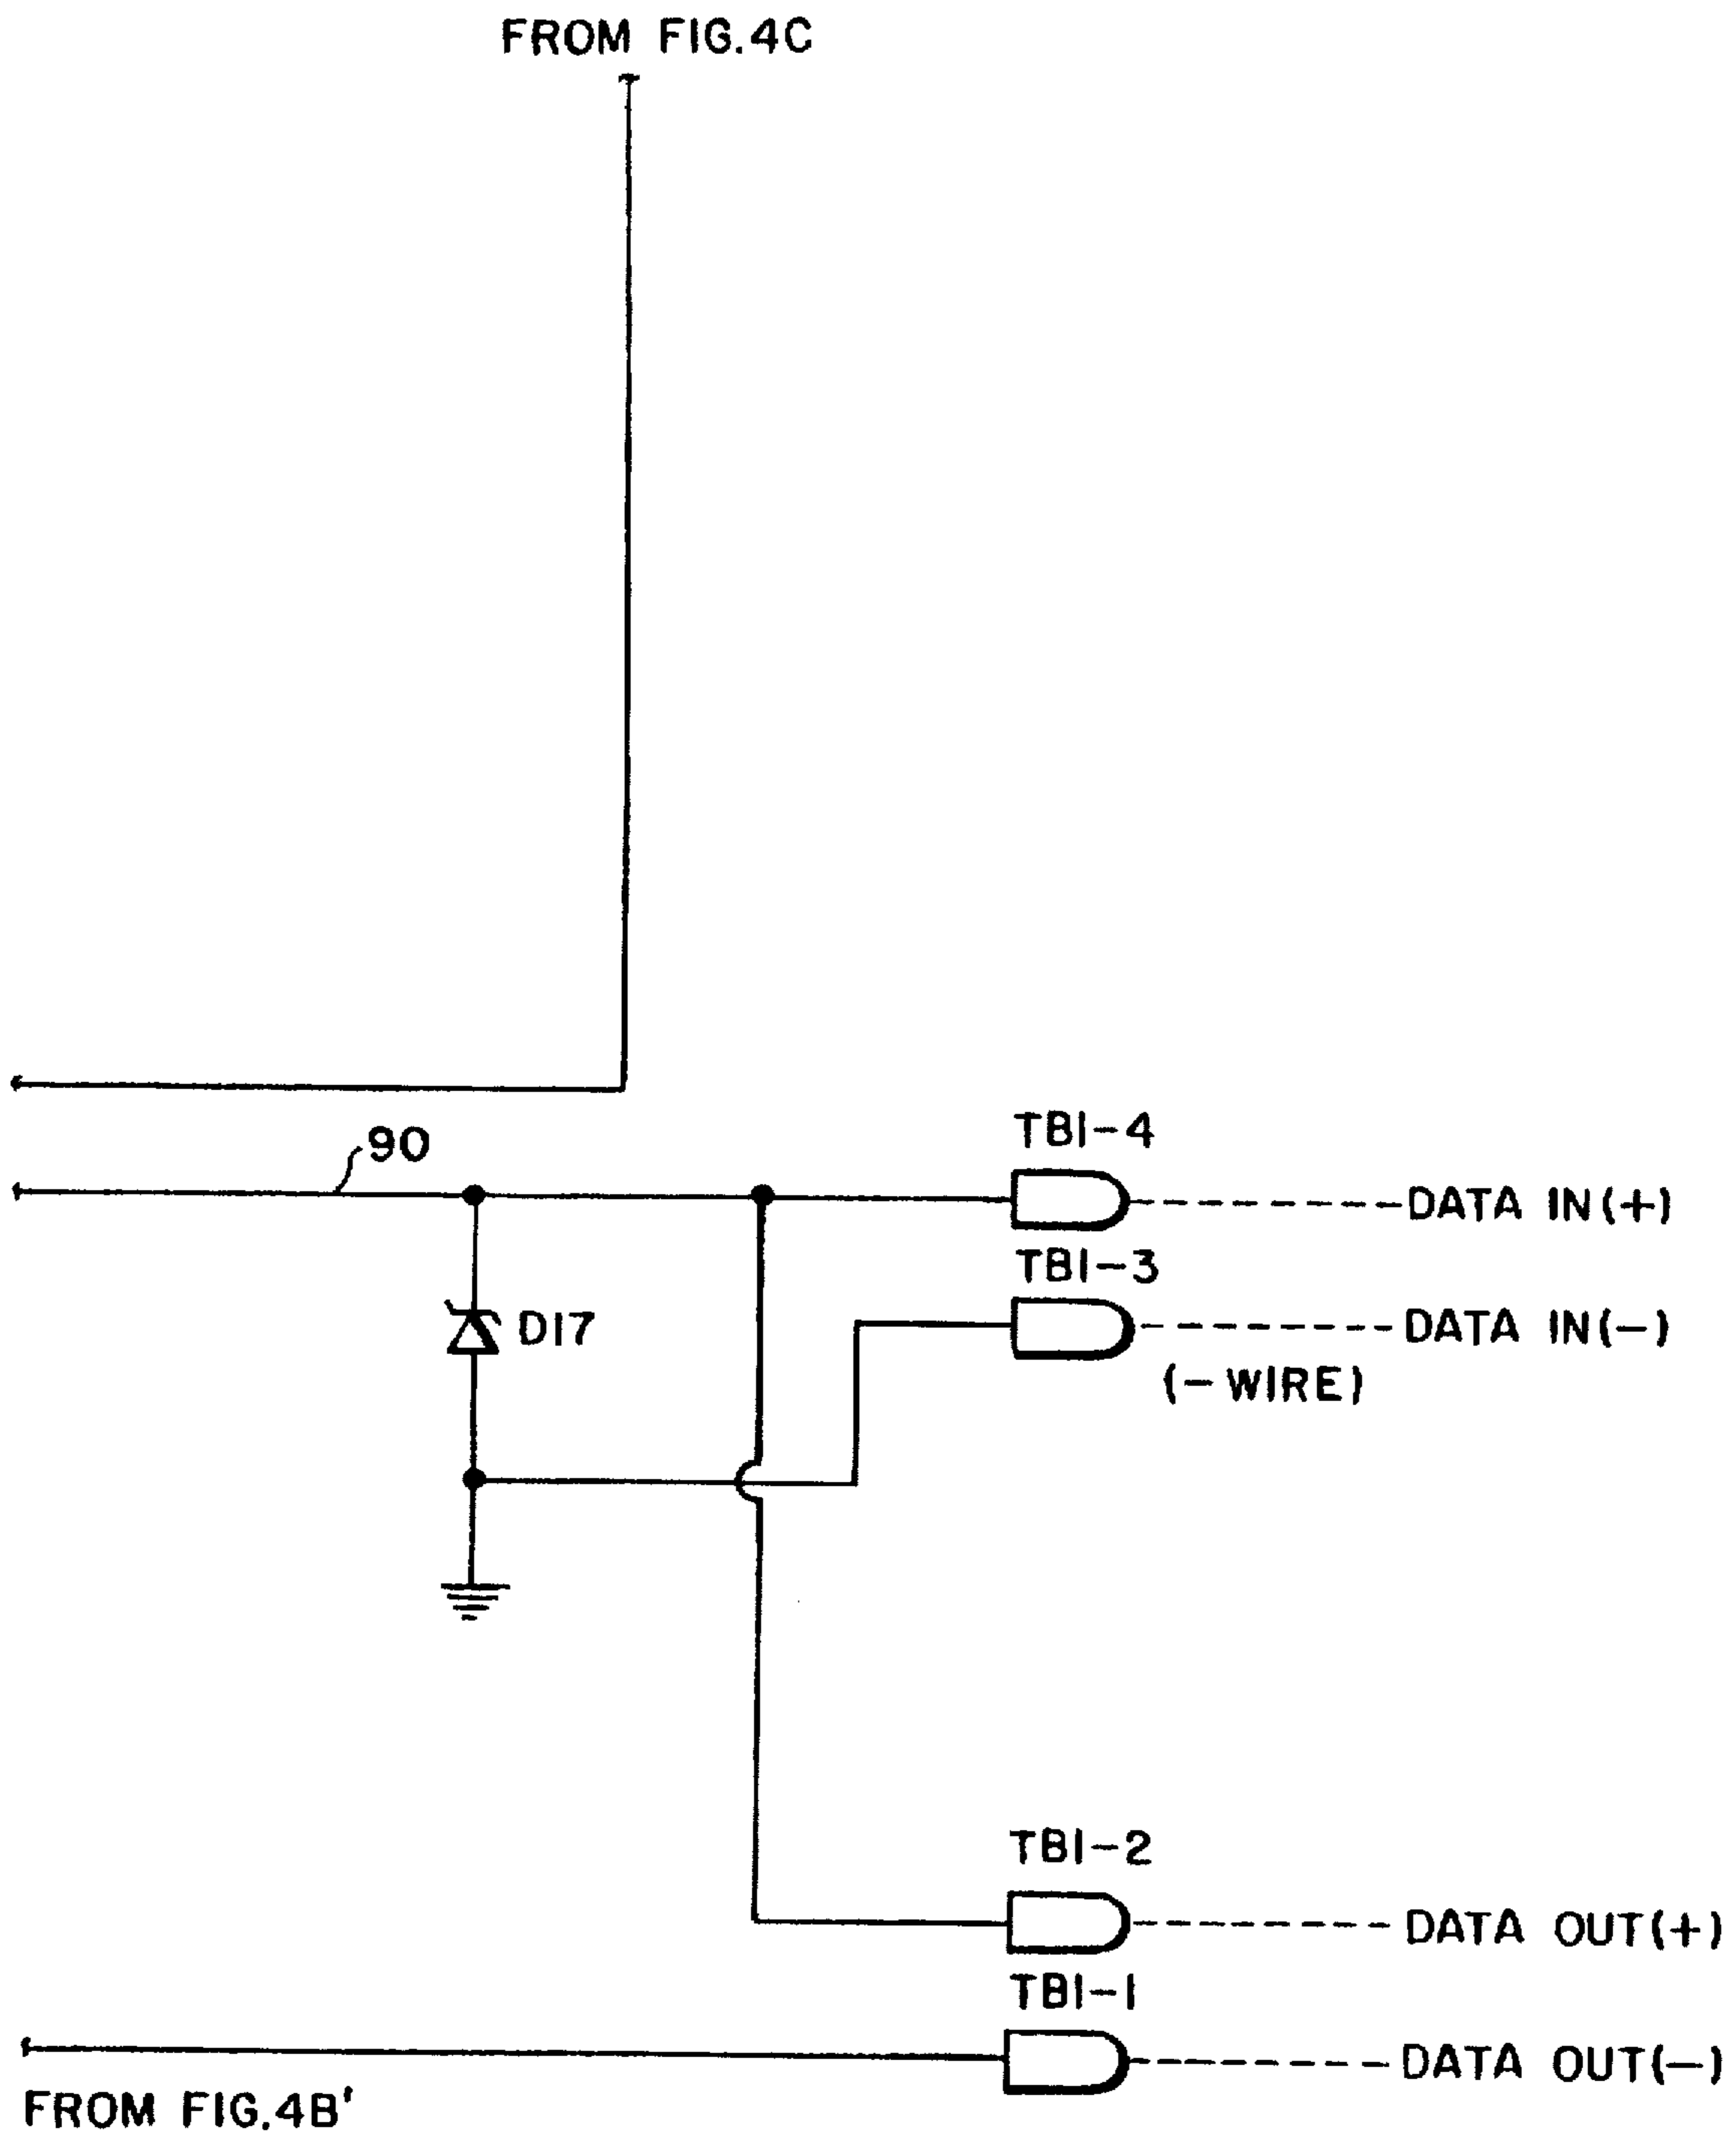 FROM FIG.4C
90
TB1-4
DATA IN(+)
TB1-3
D17
DATA IN(-)
(-WIRE)
TB1-2
DATA OUT(+)
TB1-1
DATA OUT(-)
FROM FIG.4B'